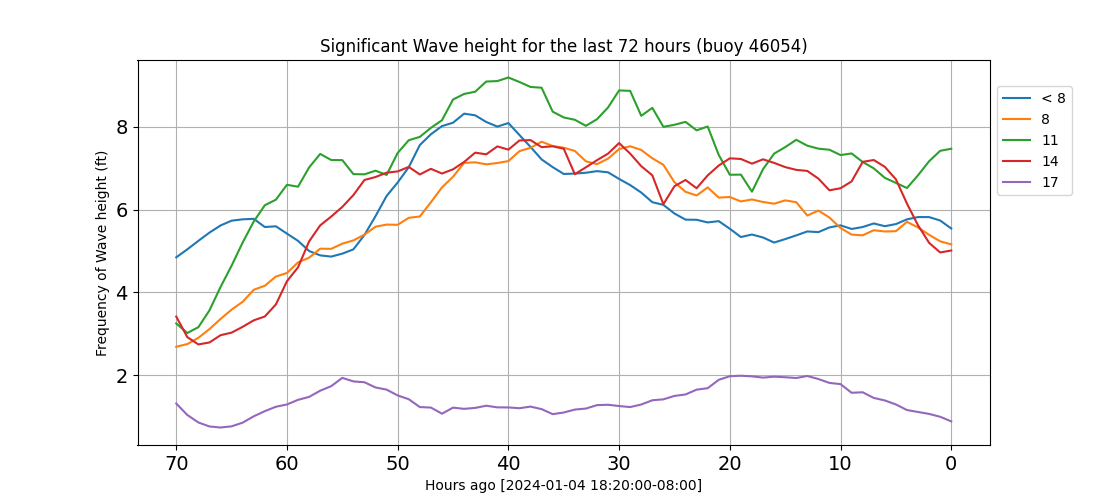 Significant Wave height for the last 72 hours (buoy 46054)
Frequency of Wave height (ft)
8
6
4
2
70 60 50 40 30 20 10 0
Hours ago [2024-01-04 18:20:00-08:00]
< 8
8
11
14
17